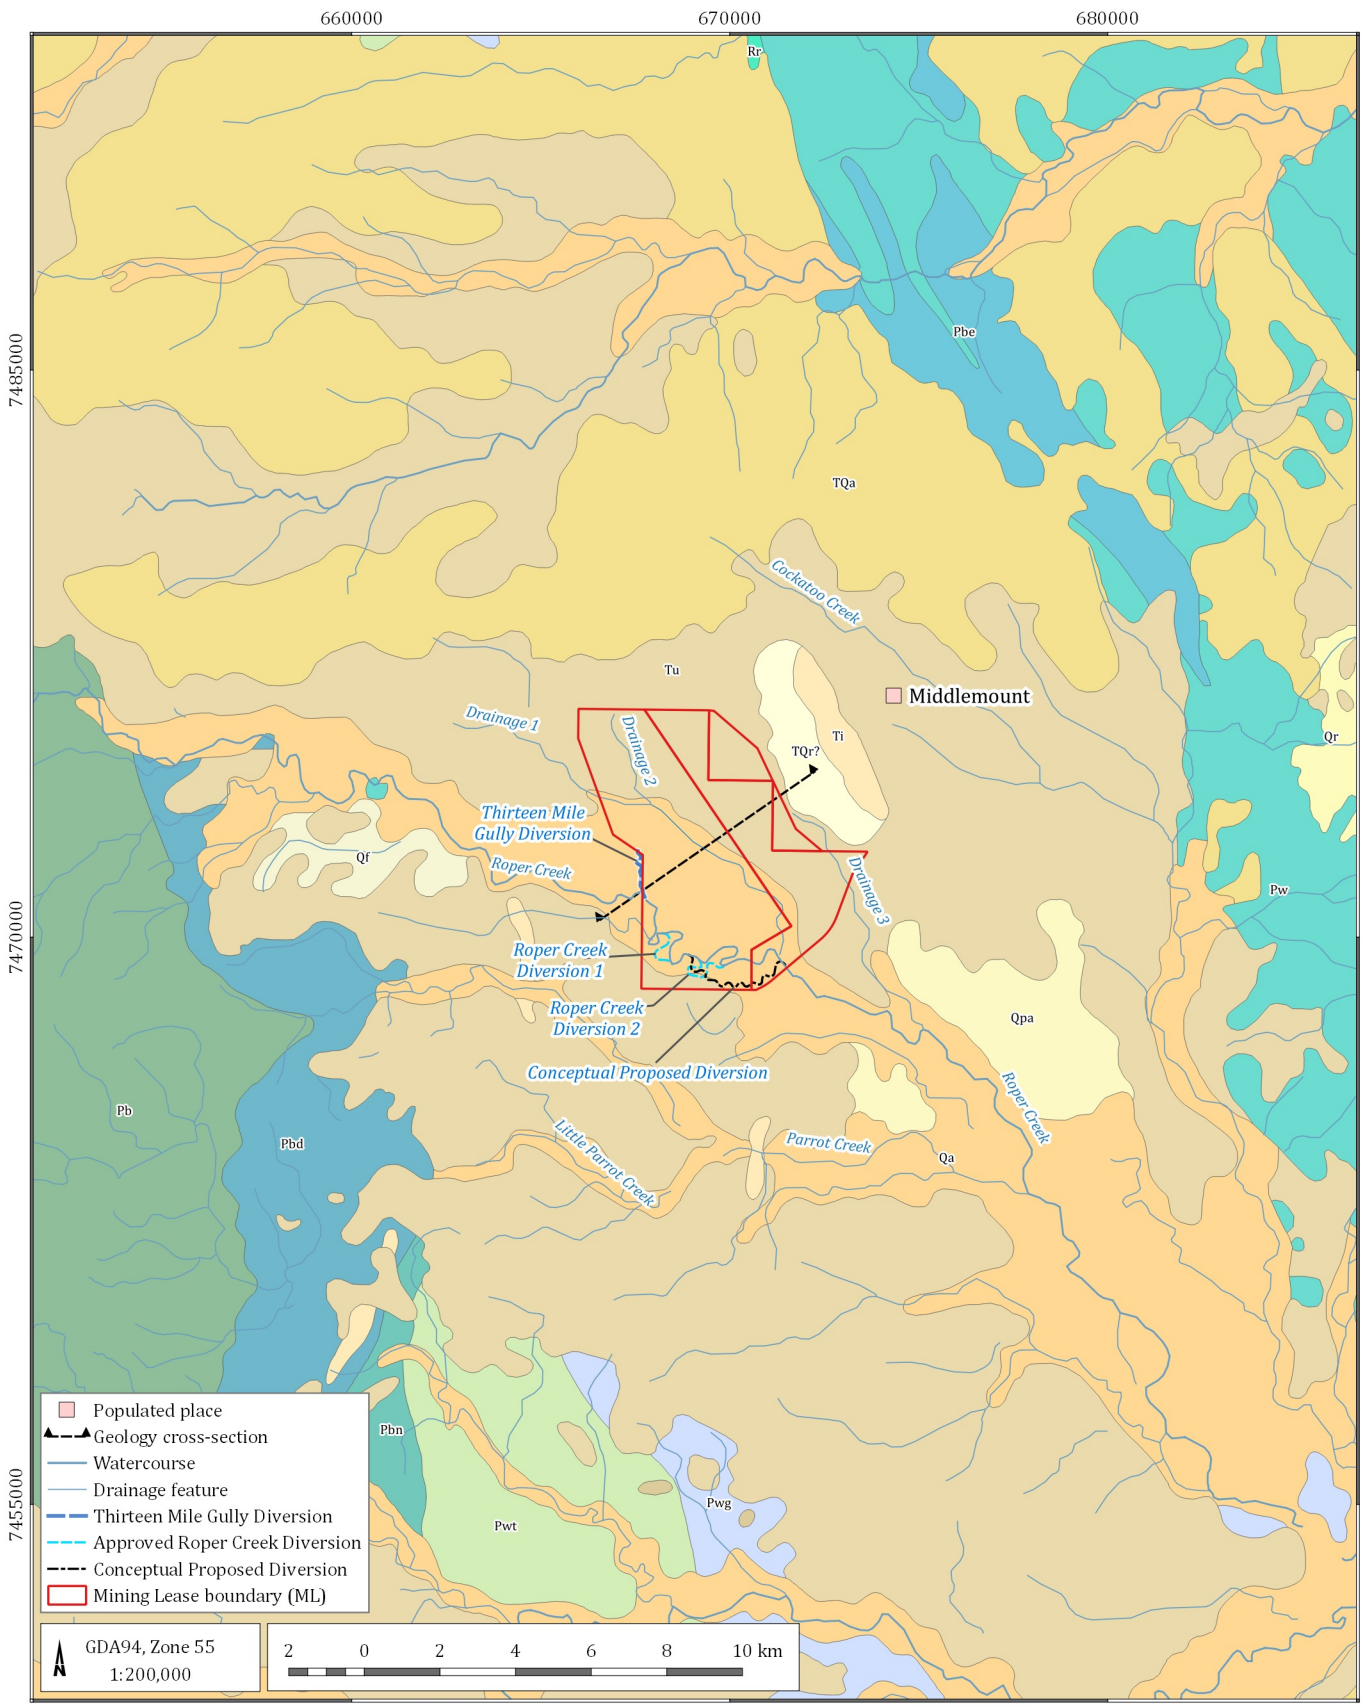 660000
670000
680000
Rr
Pbe
7485000
TQa
Cockatoo Creek
Tu
Middlemount
Drainage 1
Drainage 2
Ti
TQr?
Qr
Thirteen Mile
Gully Diversion
Qf
Roper Creek
Drainage 3
Pw
7470000
Roper Creek
Diversion 1
Roper Creek
Diversion 2
Qpa
Conceptual Proposed Diversion
Roper Creek
Pb
Pbd
Little Parrot Creek
Parrot Creek
Qa
Pbn
Pwt
Pwg
7455000
Populated place
Geology cross-section
Watercourse
Drainage feature
Thirteen Mile Gully Diversion
Approved Roper Creek Diversion
Conceptual Proposed Diversion
Mining Lease boundary (ML)
N
GDA94, Zone 55
1:200,000
2 0 2 4 6 8 10 km